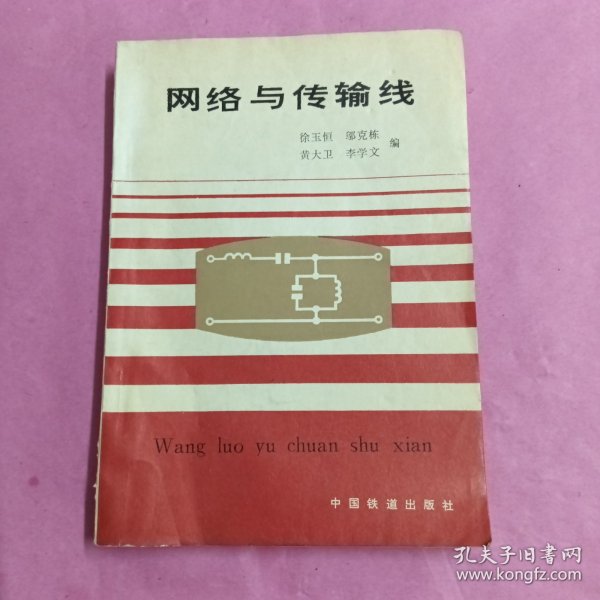 网络与传输线
徐玉恒 邬克栋
黄大卫 李学文 编
Wang luo yu chuan shu xian
中国铁道出版社
孔夫子旧书网
www.kongfz.com